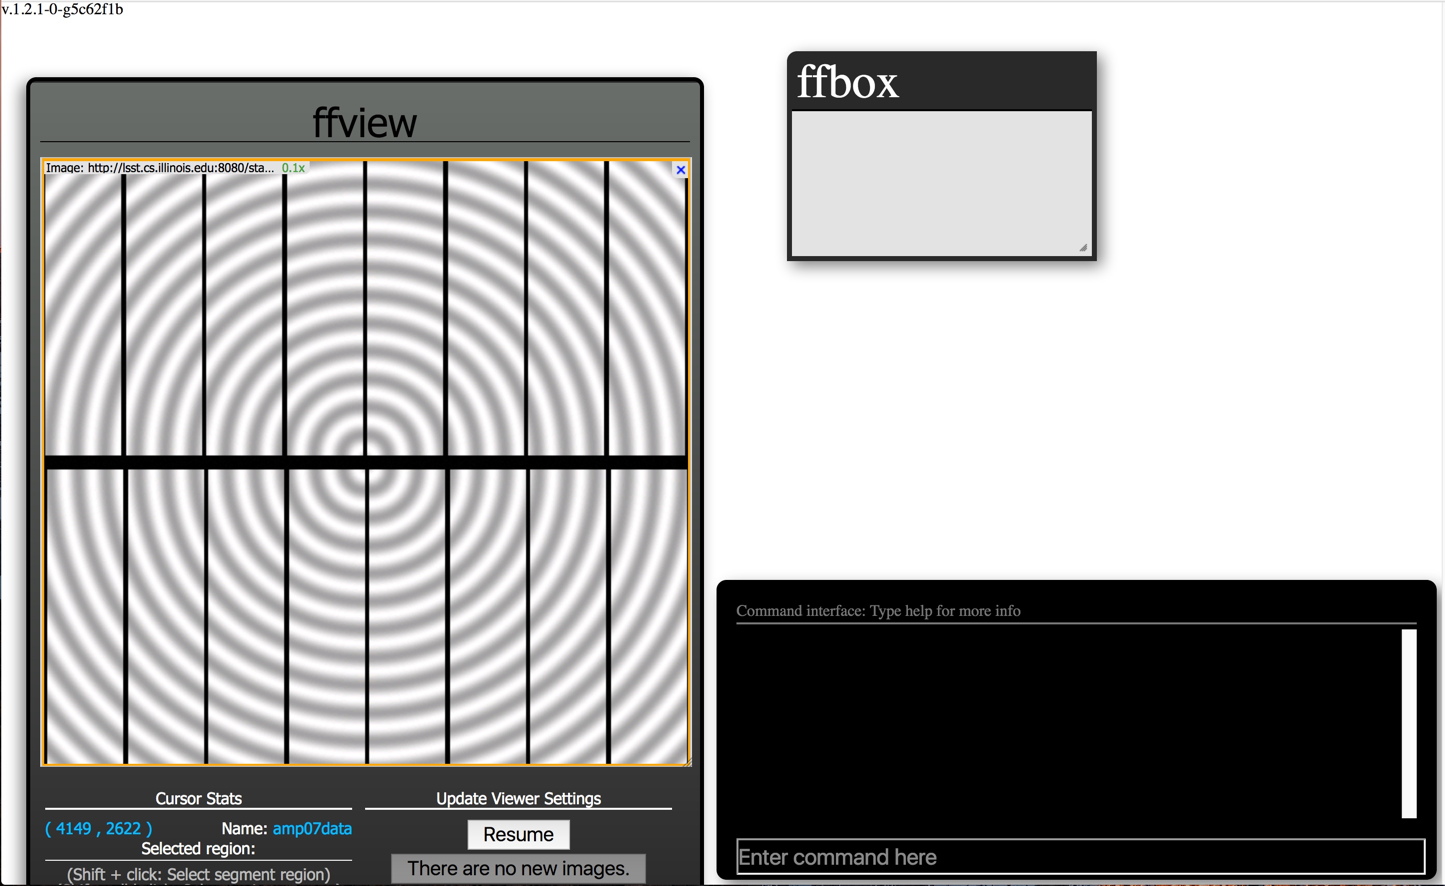 v.1.2.1-0-g5c62f1b
ffview
Image: http://lsst.cs.illinois.edu:8080/sta... 0.1x
ffbox
Command interface: Type help for more info
Enter command here
Cursor Stats
( 4149 , 2622 ) Name: amp07data
Selected region:
(Shift + click: Select segment region)
Update Viewer Settings
Resume
There are no new images.